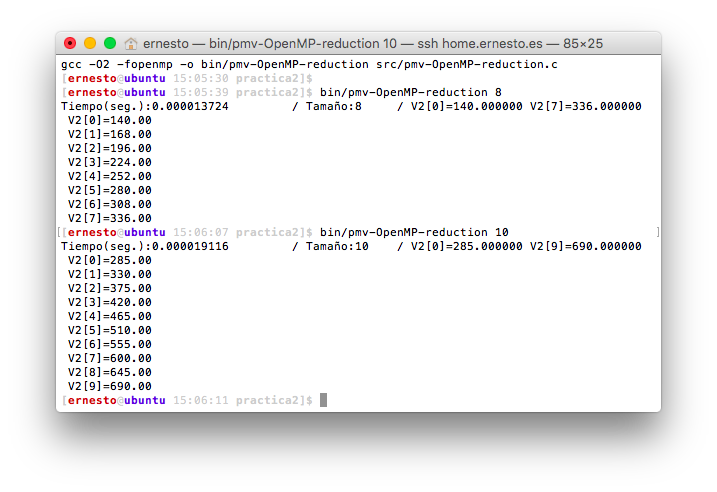 ernesto — bin/pmv-OpenMP-reduction 10 — ssh home.ernesto.es — 85×25
gcc -O2 -fopenmp -o bin/pmv-OpenMP-reduction src/pmv-OpenMP-reduction.c
[ernesto@ubuntu 15:05:30 practica2]$
[ernesto@ubuntu 15:05:39 practica2]$ bin/pmv-OpenMP-reduction 8
Tiempo(seg.):0.000013724 / Tamaño:8 / V2[0]=140.000000 V2[7]=336.000000
V2[0]=140.00
V2[1]=168.00
V2[2]=196.00
V2[3]=224.00
V2[4]=252.00
V2[5]=280.00
V2[6]=308.00
V2[7]=336.00
[[ernesto@ubuntu 15:06:07 practica2]$ bin/pmv-OpenMP-reduction 10 ]
Tiempo(seg.):0.000019116 / Tamaño:10 / V2[0]=285.000000 V2[9]=690.000000
V2[0]=285.00
V2[1]=330.00
V2[2]=375.00
V2[3]=420.00
V2[4]=465.00
V2[5]=510.00
V2[6]=555.00
V2[7]=600.00
V2[8]=645.00
V2[9]=690.00
[ernesto@ubuntu 15:06:11 practica2]$